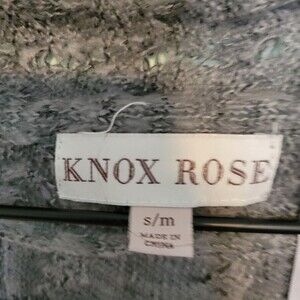 KNOX ROSE
s/m
MADE IN
CHINA